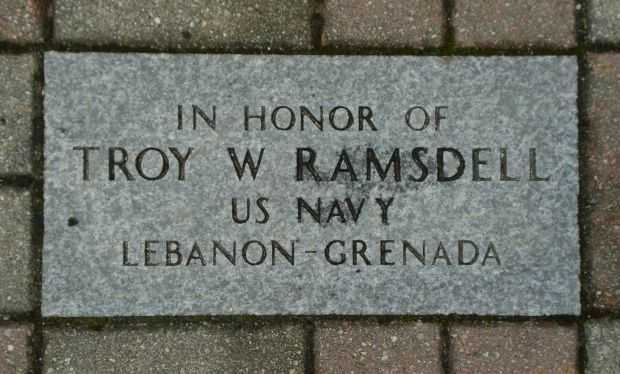 IN HONOR OF
TROY W RAMSDELL
US NAVY
LEBANON-GRENADA